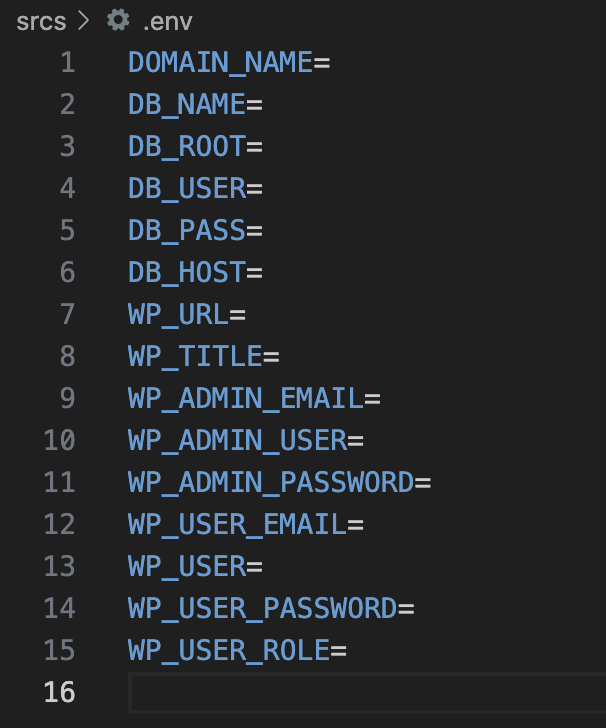 srcs > .env
1 DOMAIN_NAME=
2 DB_NAME=
3 DB_ROOT=
4 DB_USER=
5 DB_PASS=
6 DB_HOST=
7 WP_URL=
8 WP_TITLE=
9 WP_ADMIN_EMAIL=
10 WP_ADMIN_USER=
11 WP_ADMIN_PASSWORD=
12 WP_USER_EMAIL=
13 WP_USER=
14 WP_USER_PASSWORD=
15 WP_USER_ROLE=
16